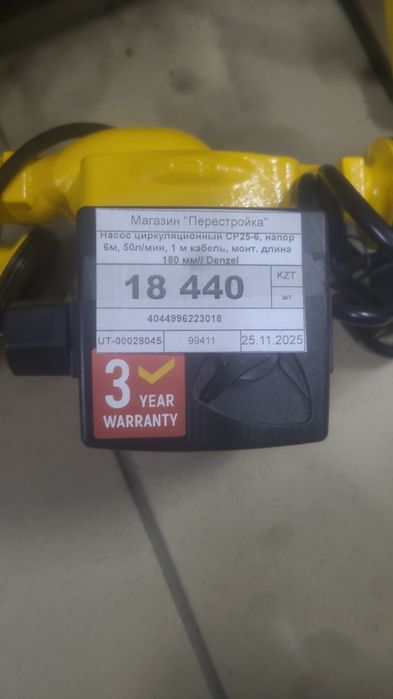 Магазин "Перестройка"
Насос циркуляционный CP25-6, напор
6м, 50л/мин, 1 м кабель, монт. длина
180 мм// Denzel
18 440
KZT
шт
4044996223018
UT-00028045
99411
25.11.2025
3
YEAR
WARRANTY